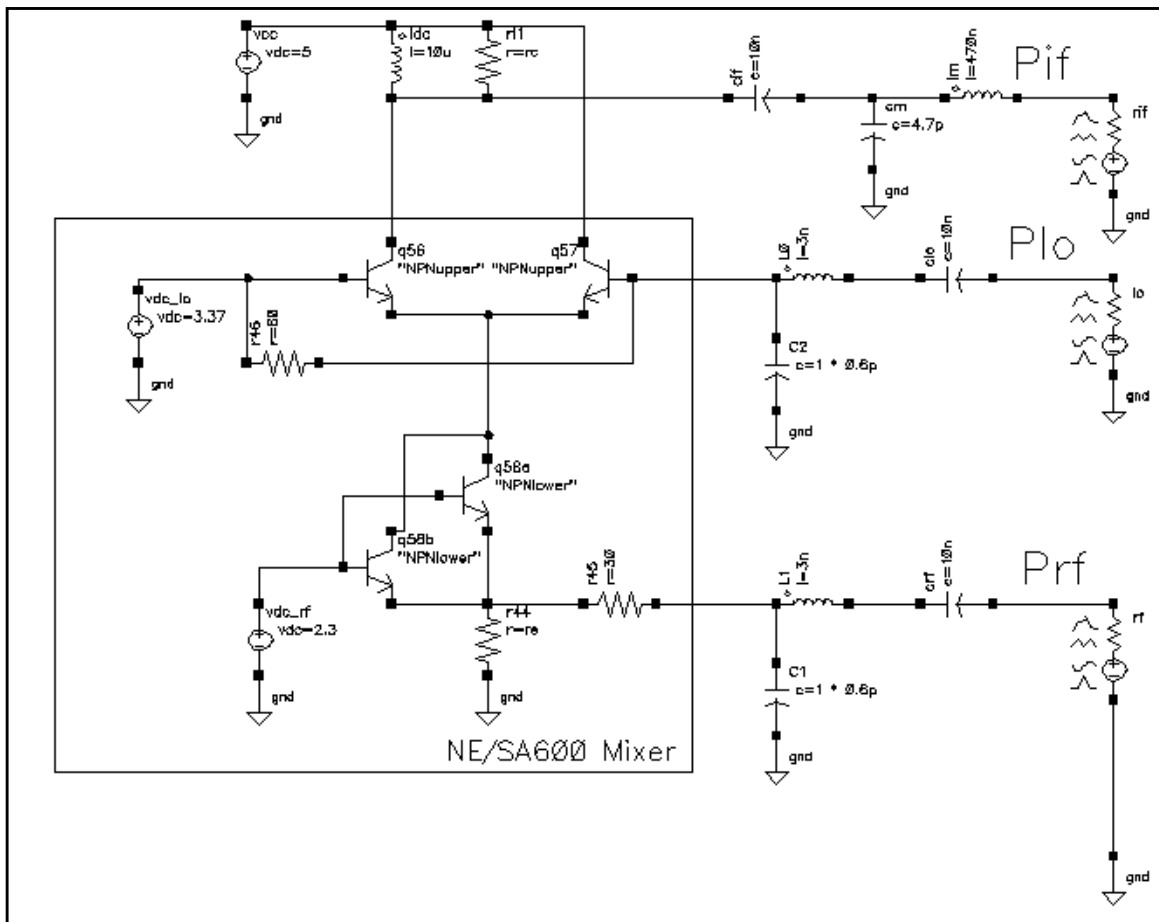 vcc
vdc=5
gnd
ldc
l=10u
r11
r=rc
cif
c=10n
lm
l=470n
Pif
cm
c=4.7p
gnd
rif
gnd
q56
"NPNupper"
q57
"NPNupper"
vdc_lo
vdc=3.37
gnd
r46
r=60
L0
l=3n
clo
c=10n
Plo
lo
gnd
C2
c=1 * 0.6p
gnd
q58a
"NPNlower"
q58b
"NPNlower"
vdc_rf
vdc=2.3
gnd
r44
r=re
gnd
r45
r=30
L1
l=3n
crf
c=10n
Prf
rf
gnd
C1
c=1 * 0.6p
gnd
NE/SA600 Mixer